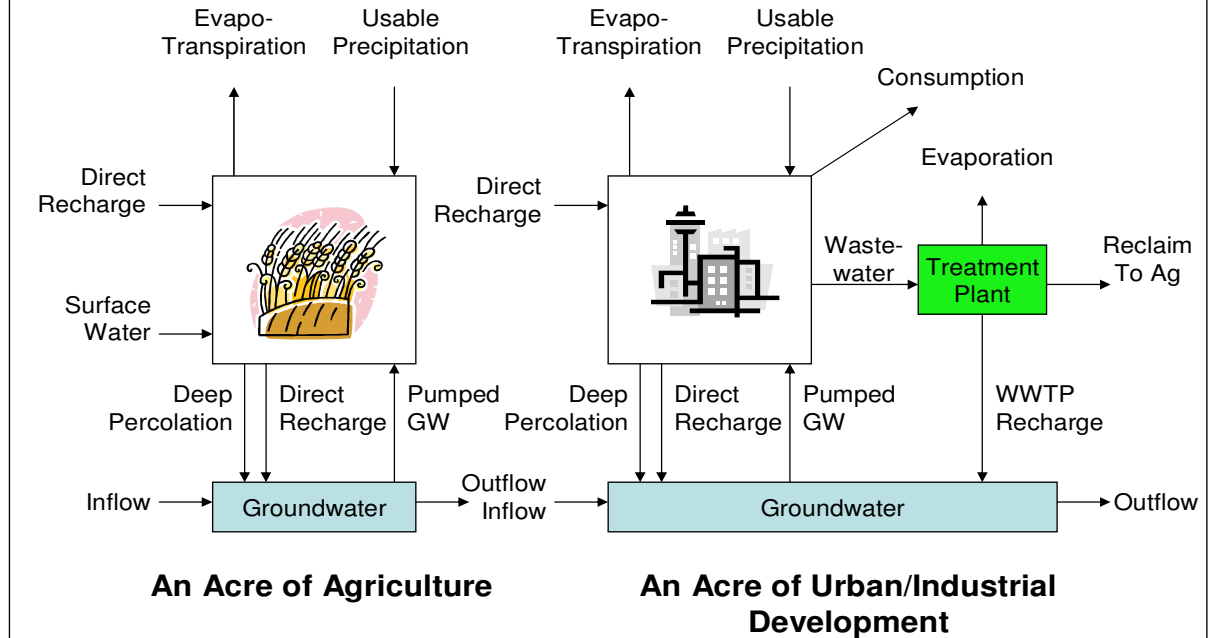 Evapo-
Transpiration
Usable
Precipitation
Direct
Recharge
Surface
Water
Deep
Percolation
Direct
Recharge
Pumped
GW
Inflow
Groundwater
Outflow
An Acre of Agriculture
Evapo-
Transpiration
Usable
Precipitation
Consumption
Evaporation
Direct
Recharge
Waste-
water
Treatment
Plant
Reclaim
To Ag
Deep
Percolation
Direct
Recharge
Pumped
GW
WWTP
Recharge
Inflow
Groundwater
Outflow
An Acre of Urban/Industrial
Development